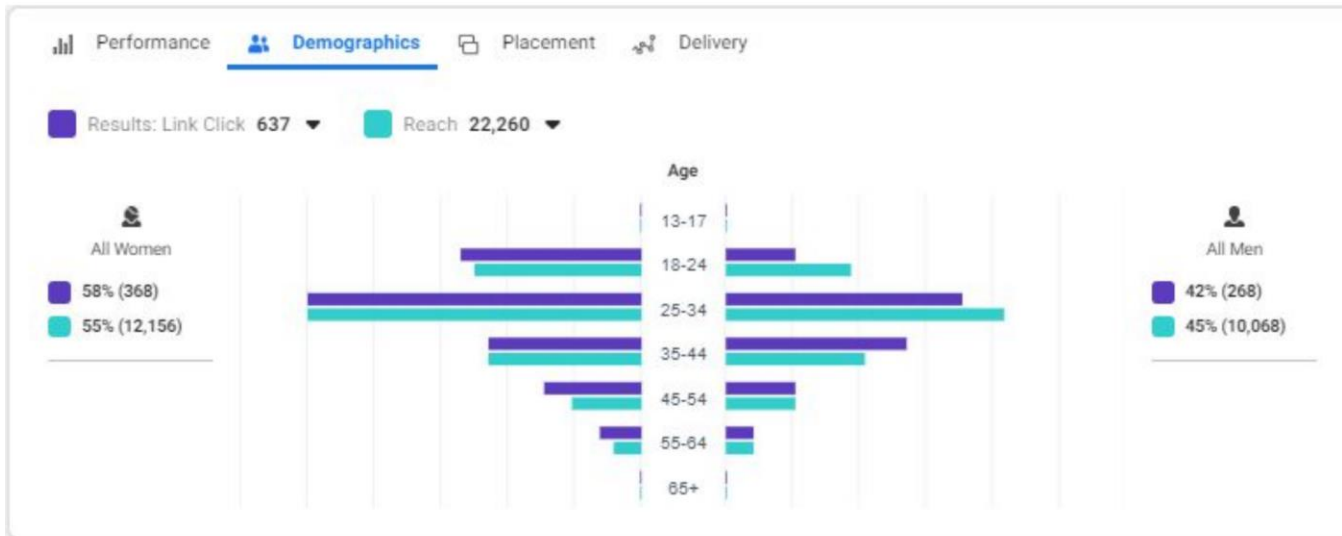 Performance Demographics Placement Delivery
Results: Link Click 637 Reach 22,260
Age
All Women
58% (368)
55% (12,156)
13-17
18-24
25-34
35-44
45-54
55-64
65+
All Men
42% (268)
45% (10,068)